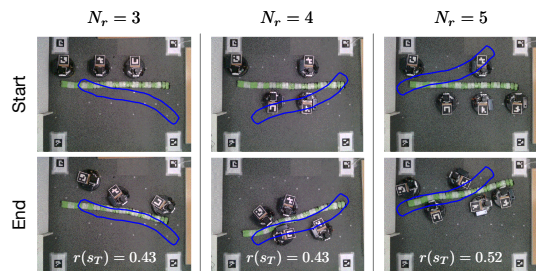 N_r = 3 N_r = 4 N_r = 5
Start
End
r(s_T) = 0.43 r(s_T) = 0.43 r(s_T) = 0.52